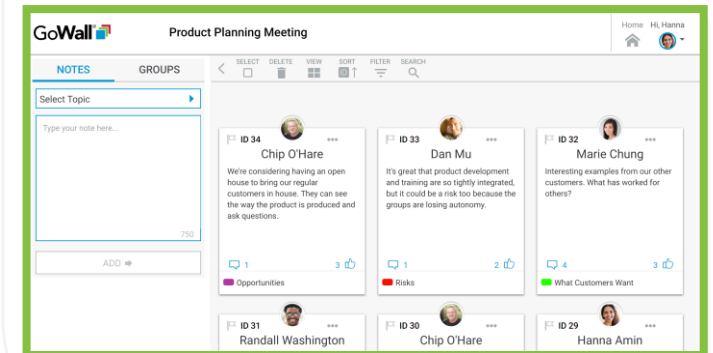 GoWall
Product Planning Meeting
Home Hi, Hanna
NOTES GROUPS
SELECT DELETE VIEW SORT FILTER SEARCH
Select Topic
Type your note here...
750
ADD
ID 34
Chip O'Hare
We're considering having an open
house to bring our regular
customers in house. They can see
the way the product is produced and
ask questions.
1 3
Opportunities
ID 33
Dan Mu
It's great that product development
and training are so tightly integrated,
but it could be a risk too because the
groups are losing autonomy.
1 2
Risks
ID 32
Marie Chung
Interesting examples from our other
customers. What has worked for
others?
4 3
What Customers Want
ID 31
Randall Washington
ID 30
Chip O'Hare
ID 29
Hanna Amin